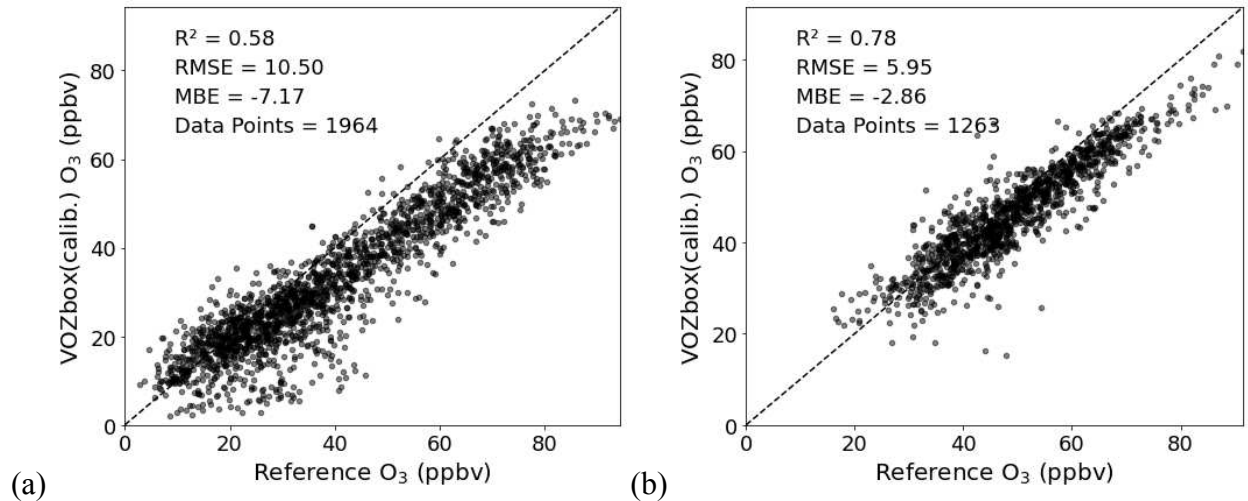 R² = 0.58
RMSE = 10.50
MBE = -7.17
Data Points = 1964
VOZbox(calib.) O₃ (ppbv)
80
60
40
20
0
0 20 40 60 80
Reference O₃ (ppbv)
(a)
R² = 0.78
RMSE = 5.95
MBE = -2.86
Data Points = 1263
VOZbox(calib.) O₃ (ppbv)
80
60
40
20
0
0 20 40 60 80
Reference O₃ (ppbv)
(b)